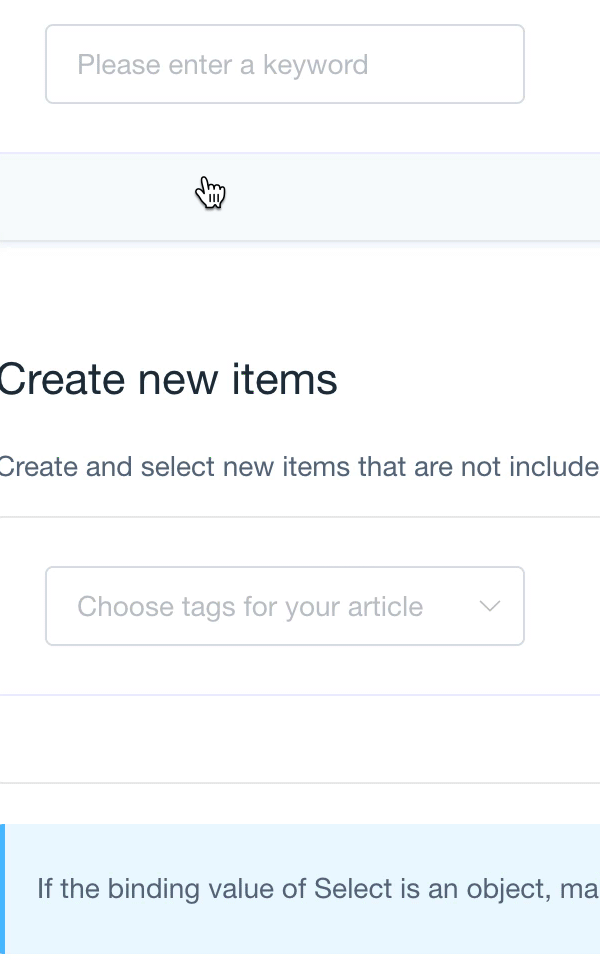 Please enter a keyword
Create new items
Create and select new items that are not include
Choose tags for your article
If the binding value of Select is an object, ma